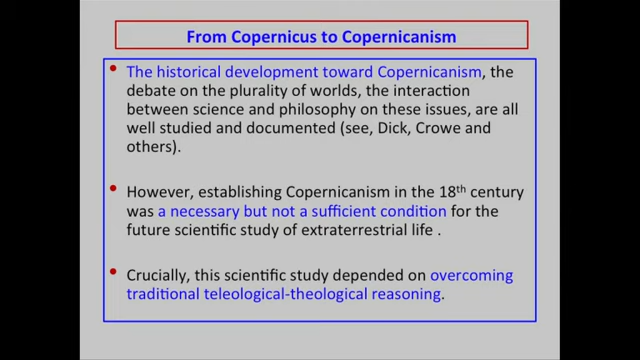 From Copernicus to Copernicanism
• The historical development toward Copernicanism, the
debate on the plurality of worlds, the interaction
between science and philosophy on these issues, are all
well studied and documented (see, Dick, Crowe and
others).
• However, establishing Copernicanism in the 18th century
was a necessary but not a sufficient condition for the
future scientific study of extraterrestrial life .
• Crucially, this scientific study depended on overcoming
traditional teleological-theological reasoning.